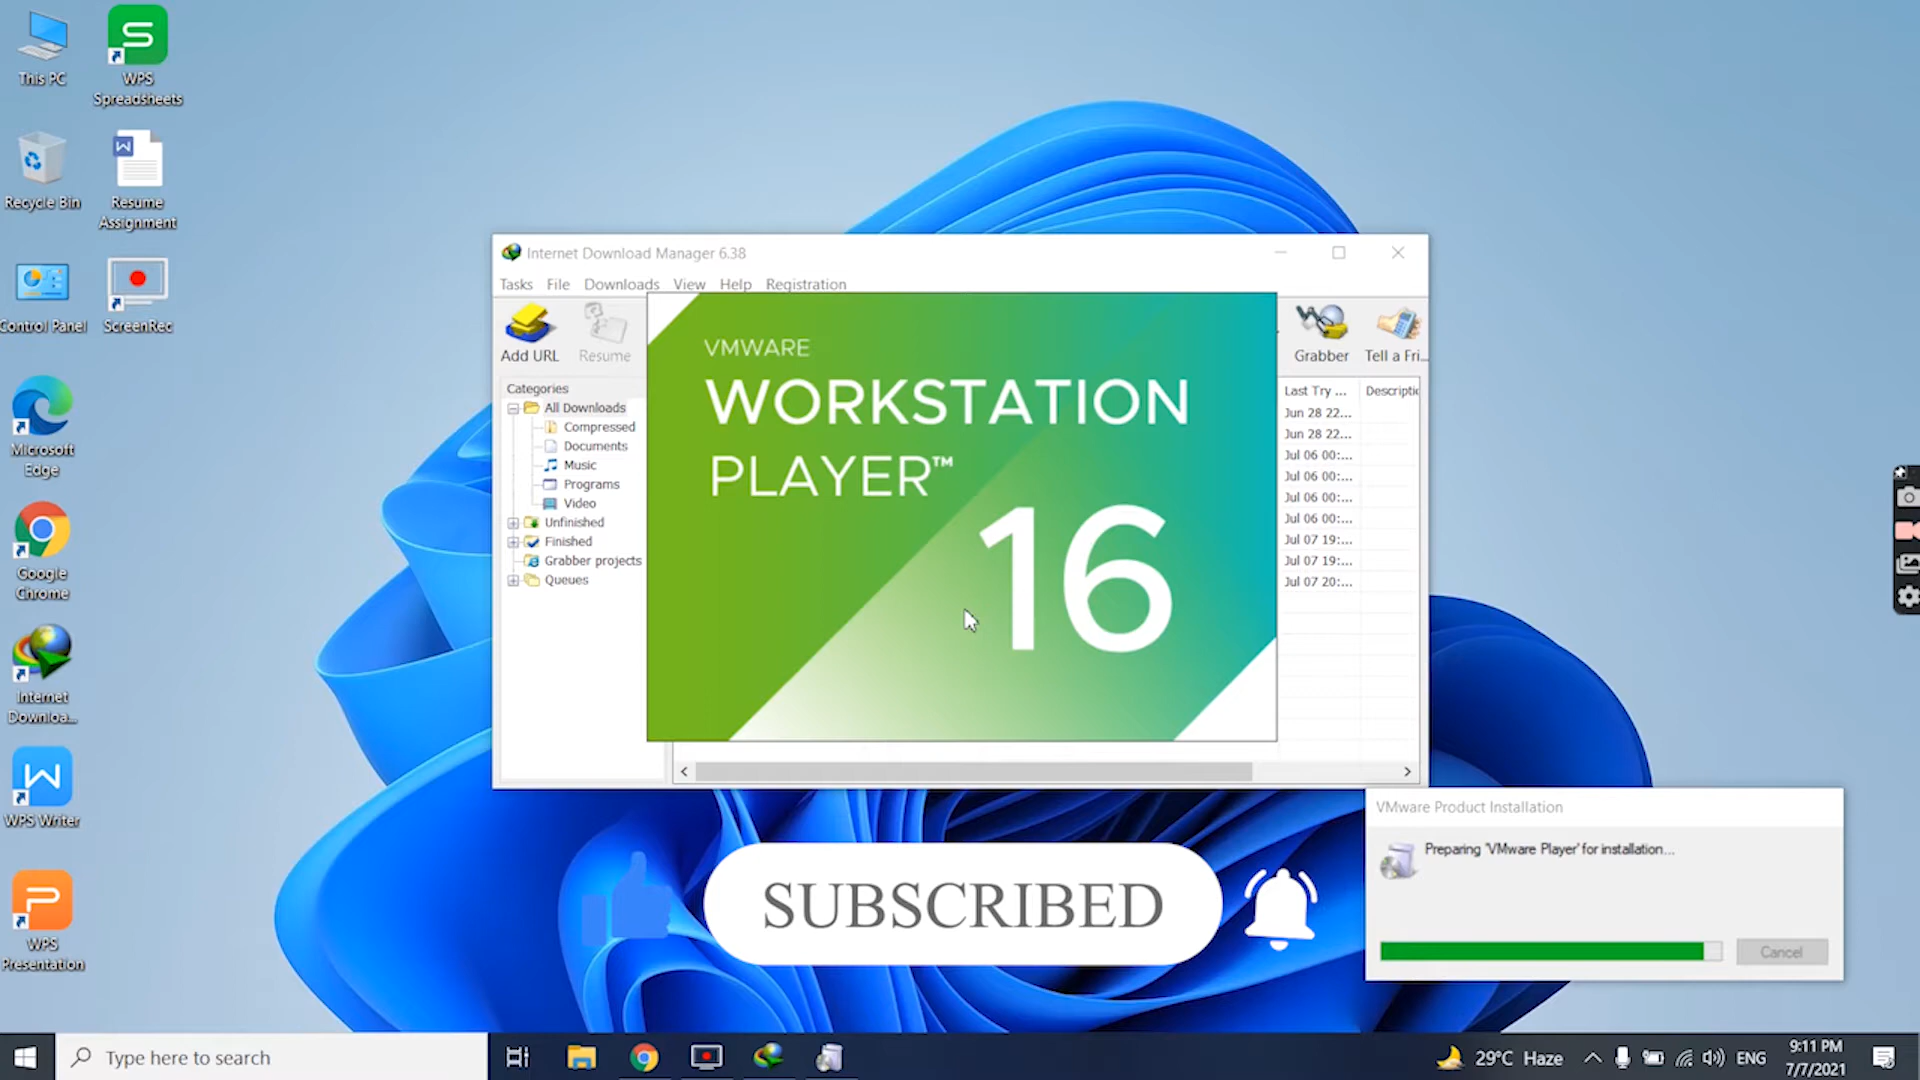 This PC
WPS
Spreadsheets
Recycle Bin
Resume
Assignment
Control Panel
ScreenRec
Microsoft
Edge
Google
Chrome
Internet
Downloa...
WPS Writer
WPS
Presentation
Internet Download Manager 6.38
Tasks File Downloads View Help Registration
Add URL
Resume
Grabber
Tell a Fri...
Categories
All Downloads
Compressed
Documents
Music
Programs
Video
Unfinished
Finished
Grabber projects
Queues
Last Try ... Descriptic
Jun 28 22...
Jun 28 22...
Jul 06 00:...
Jul 06 00:...
Jul 06 00:...
Jul 06 00:...
Jul 07 19:...
Jul 07 19:...
Jul 07 20:...
VMWARE
WORKSTATION
PLAYER™
16
VMware Product Installation
Preparing 'VMware Player' for installation...
Cancel
SUBSCRIBED
Type here to search
29°C Haze
ENG
9:11 PM
7/7/2021